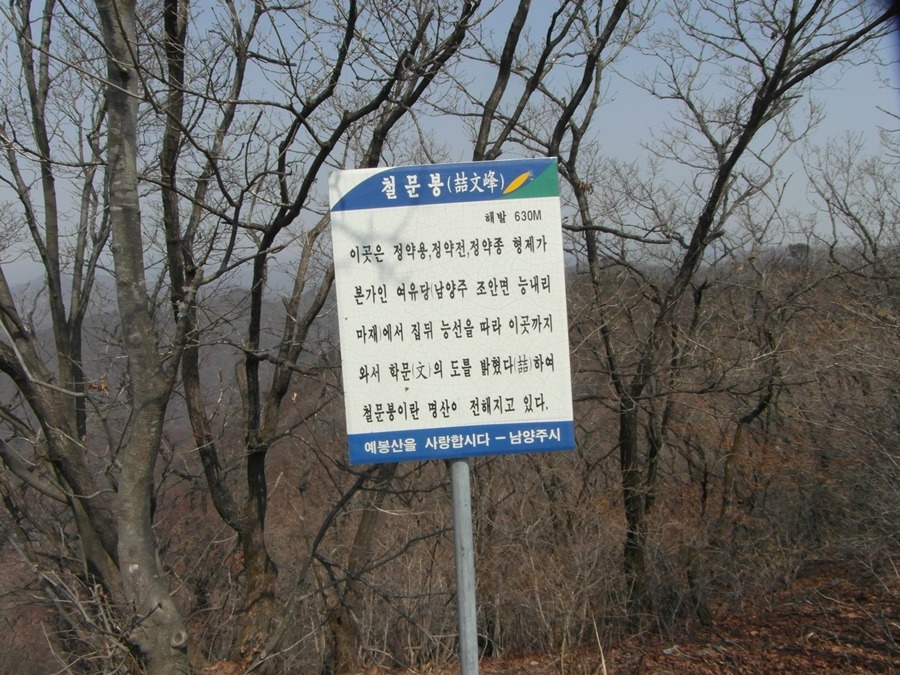 철문봉(喆文峰)
해발 630M
이곳은 정약용,정약전,정약종 형제가
본가인 여유당(남양주 조안면 능내리
마재)에서 집뒤 능선을 따라 이곳까지
와서 학문(文)의 도를 밝혔다(喆)하여
철문봉이란 명산이 전해지고 있다.
예봉산을 사랑합시다 – 남양주시